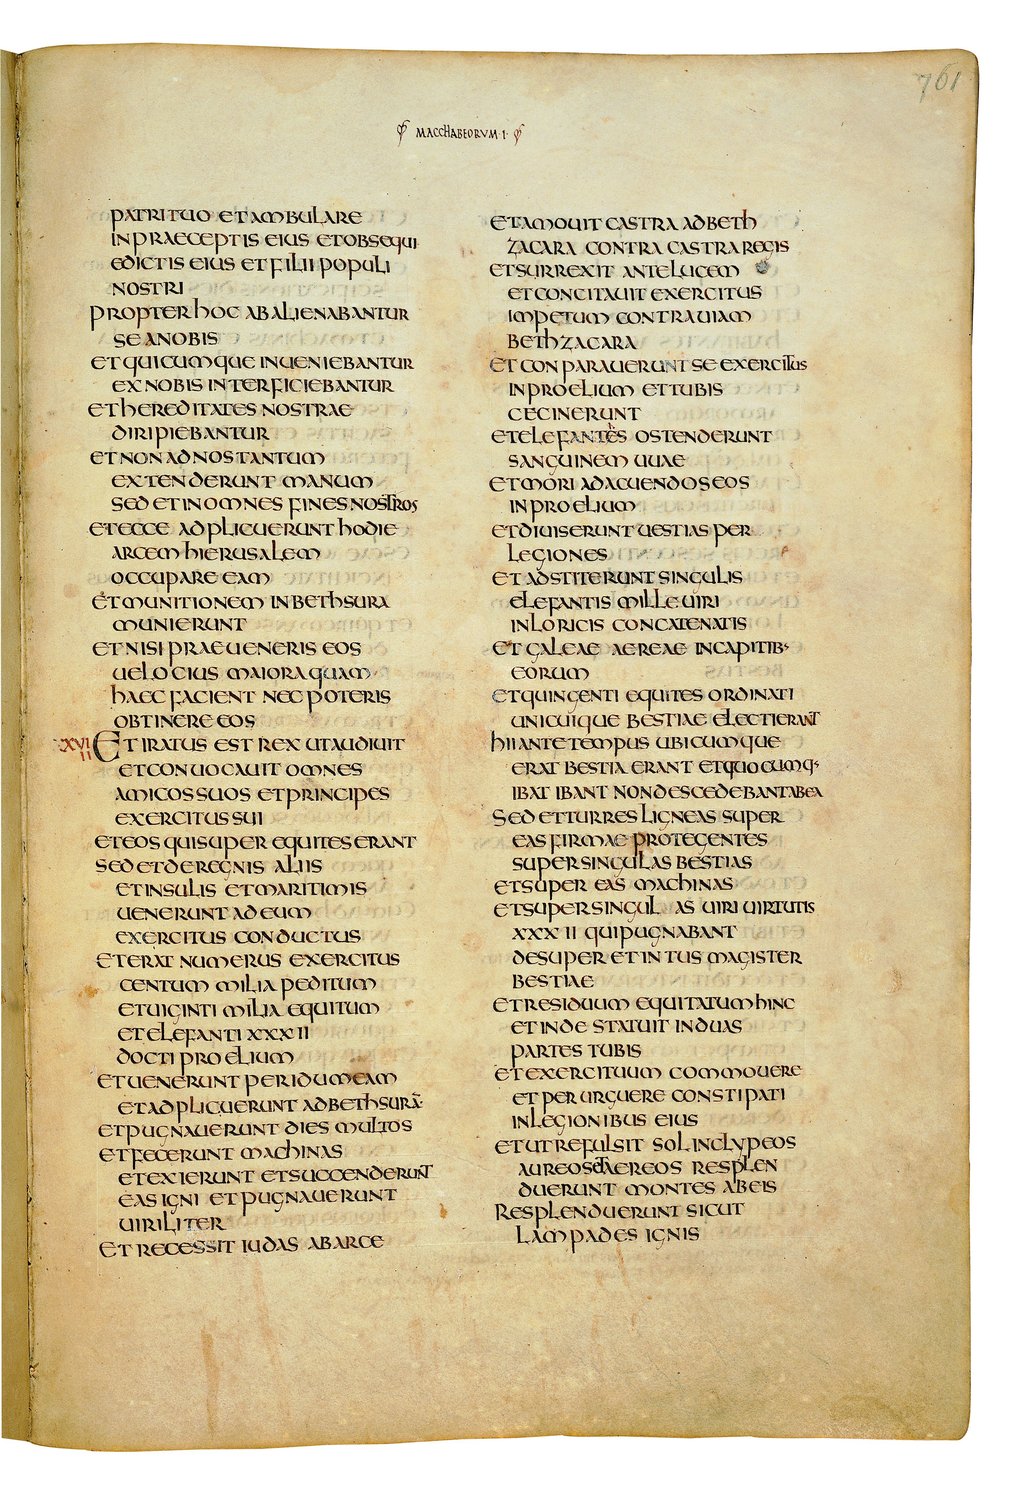 761
MACCHABEORUM·I·
PATRI TUO ET AMBULARE
IN PRAECEPTIS EIUS ET OBSEQUI
EDICTIS EIUS ET FILII POPULI
NOSTRI
PROPTER HOC ABALIENABANTUR
SE A NOBIS
ET QUICUMQUE INVENIEBANTUR
EX NOBIS INTERFICIEBANTUR
ET HEREDITATES NOSTRAE
DIRIPIEBANTUR
ET NON AD NOS TANTUM
EXTENDERUNT MANUM
SED ET IN OMNES FINES NOSTROS
ET ECCE ADPLICUERUNT HODIE
ARCEM HIERUSALEM
OCCUPARE EAM
ET MUNITIONEM IN BETHSURA
MUNIERUNT
ET NISI PRAEUENERIS EOS
UELOCIUS MAIORA QUAM
HAEC FACIENT NEC POTERIS
OBTINERE EOS
XVIII ET IRATUS EST REX UT AUDIUIT
ET CONUOCAUIT OMNES
AMICOS SUOS ET PRINCIPES
EXERCITUS SUI
ET EOS QUI SUPER EQUITES ERANT
SED ET DE REGNIS ALIIS
ET INSULIS ET MARITIMIS
UENERUNT AD EUM
EXERCITUS CONDUCTUS
ET ERAT NUMERUS EXERCITUS
CENTUM MILIA PEDITUM
ET UIGINTI MILIA EQUITUM
ET ELEFANTI XXXII
DOCTI PROELIUM
ET UENERUNT PER IDUMEAM
ET ADPLICUERUNT AD BETHSURĀ·
ET PUGNAUERUNT DIES MULTOS
ET FECERUNT MACHINAS
ET EXIERUNT ET SUCCENDERUNT
EAS IGNI ET PUGNAUERUNT
UIRILITER
ET RECESSIT IUDAS AB ARCE
ET AMOUIT CASTRA AD BETH
ZACARA CONTRA CASTRA REGIS
ET SURREXIT ANTE LUCEM
ET CONCITAUIT EXERCITUS
IMPETUM CONTRA UIAM
BETHZACARA
ET CONPARAUERUNT SE EXERCITUS
IN PROELIUM ET TUBIS
CECINERUNT
ET ELEFANTES OSTENDERUNT
SANGUINEM UUAE
ET MORI AD ACUENDOS EOS
IN PROELIUM
ET DIUISERUNT UESTIAS PER
LEGIONES
ET ADSTITERUNT SINGULIS
ELEFANTIS MILLE UIRI
IN LORICIS CONCATENATIS
ET GALEAE AEREAE IN CAPITIB·
EORUM
ET QUINGENTI EQUITES ORDINATI
UNICUIQUE BESTIAE ELECTI ERANT
HII ANTE TEMPUS UBICUMQUE
ERAT BESTIA ERANT ET QUOCUMQ·
IBAT IBANT NON DESCEDEBANT AB EA
SED ET TURRES LIGNEAS SUPER
EAS FIRMAE PROTEGENTES
SUPER SINGULAS BESTIAS
ET SUPER EAS MACHINAS
ET SUPER SINGULAS UIRI UIRTUTIS
XXXII QUI PUGNABANT
DESUPER ET INTUS MAGISTER
BESTIAE
ET RESIDUUM EQUITATUM HINC
ET INDE STATUIT IN DUAS
PARTES TUBIS
ET EXERCITUUM COMMOUERE
ET PERURGUERE CONSTIPATI
IN LEGIONIBUS EIUS
ET UT REFULSIT SOL IN CLYPEOS
AUREOS ET AEREOS RESPLEN
DUERUNT MONTES AB EIS
RESPLENDUERUNT SICUT
LAMPADES IGNIS